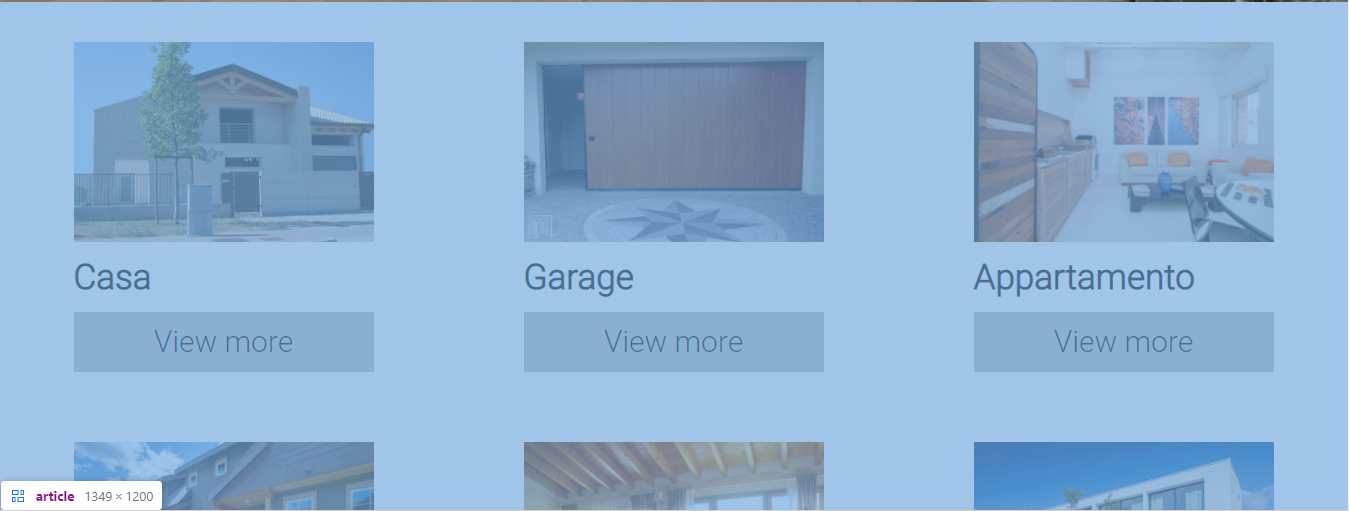 Casa
Garage
Appartamento
View more
View more
View more
article 1349 × 1200